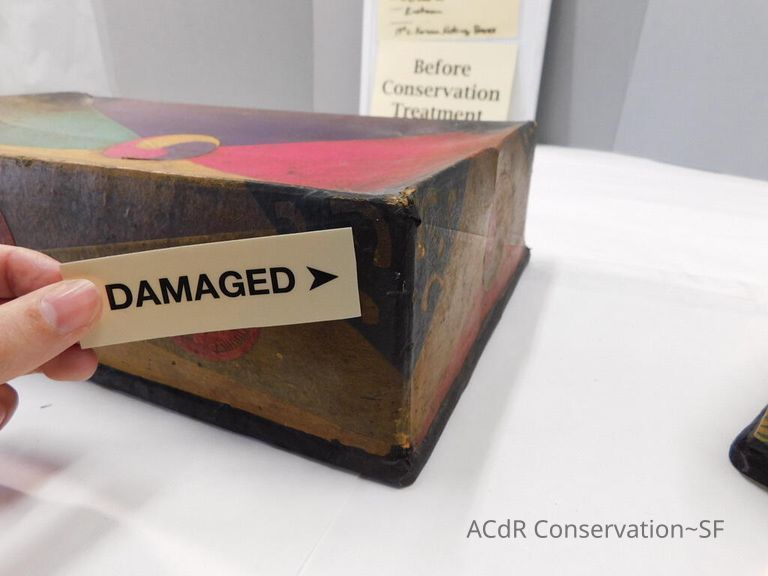 Before
Conservation
Treatment
DAMAGED ➤
ACdR Conservation~SF